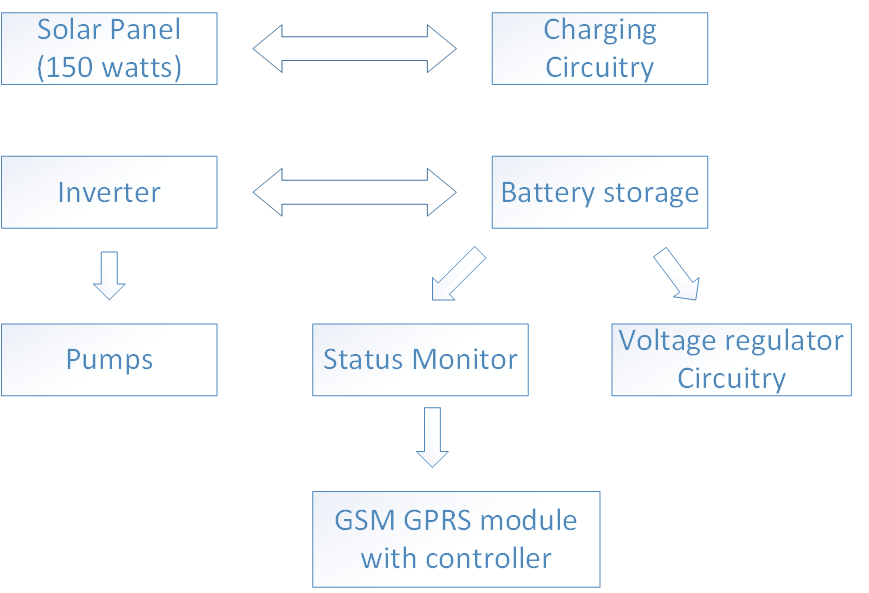 Solar Panel
(150 watts)
Charging
Circuitry
Inverter
Battery storage
Pumps
Status Monitor
Voltage regulator
Circuitry
GSM GPRS module
with controller